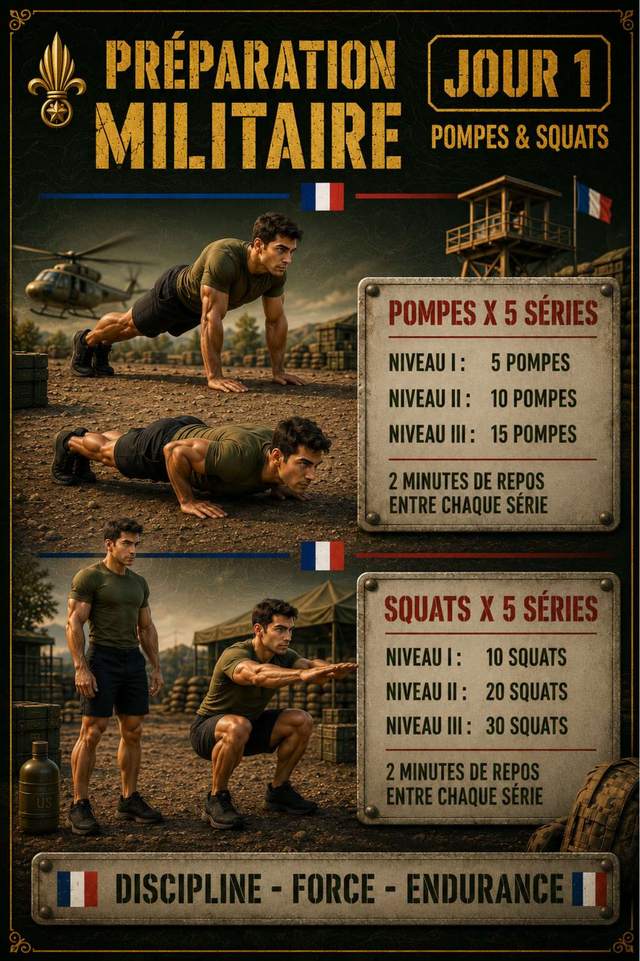 PRÉPARATION
MILITAIRE
JOUR 1
POMPES & SQUATS
POMPES X 5 SÉRIES
NIVEAU I : 5 POMPES
NIVEAU II : 10 POMPES
NIVEAU III : 15 POMPES
2 MINUTES DE REPOS
ENTRE CHAQUE SÉRIE
SQUATS X 5 SÉRIES
NIVEAU I : 10 SQUATS
NIVEAU II : 20 SQUATS
NIVEAU III : 30 SQUATS
2 MINUTES DE REPOS
ENTRE CHAQUE SÉRIE
US
DISCIPLINE - FORCE - ENDURANCE